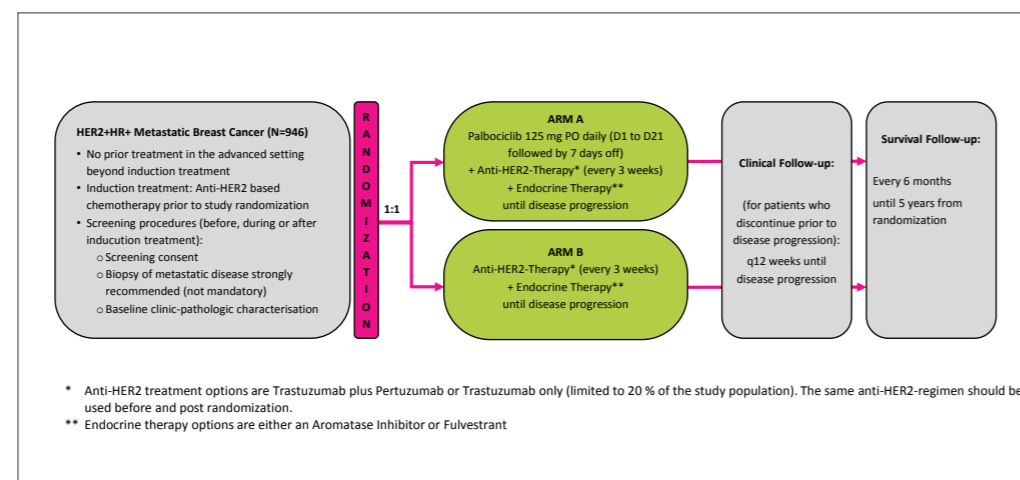 HER2+HR+ Metastatic Breast Cancer (N=946)
• No prior treatment in the advanced setting
beyond induction treatment
• Induction treatment: Anti-HER2 based
chemotherapy prior to study randomization
• Screening procedures (before, during or after
inducution treatment):
o Screening consent
o Biopsy of metastatic disease strongly
recommended (not mandatory)
o Baseline clinic-pathologic characterisation
RANDOMIZATION
1:1
ARM A
Palbociclib 125 mg PO daily (D1 to D21
followed by 7 days off)
+ Anti-HER2-Therapy* (every 3 weeks)
+ Endocrine Therapy**
until disease progression
ARM B
Anti-HER2-Therapy* (every 3 weeks)
+ Endocrine Therapy**
until disease progression
Clinical Follow-up:
(for patients who
discontinue prior to
disease progression):
q12 weeks until
disease progression
Survival Follow-up:
Every 6 months
until 5 years from
randomization
* Anti-HER2 treatment options are Trastuzumab plus Pertuzumab or Trastuzumab only (limited to 20 % of the study population). The same anti-HER2-regimen should be
used before and post randomization.
** Endocrine therapy options are either an Aromatase Inhibitor or Fulvestrant